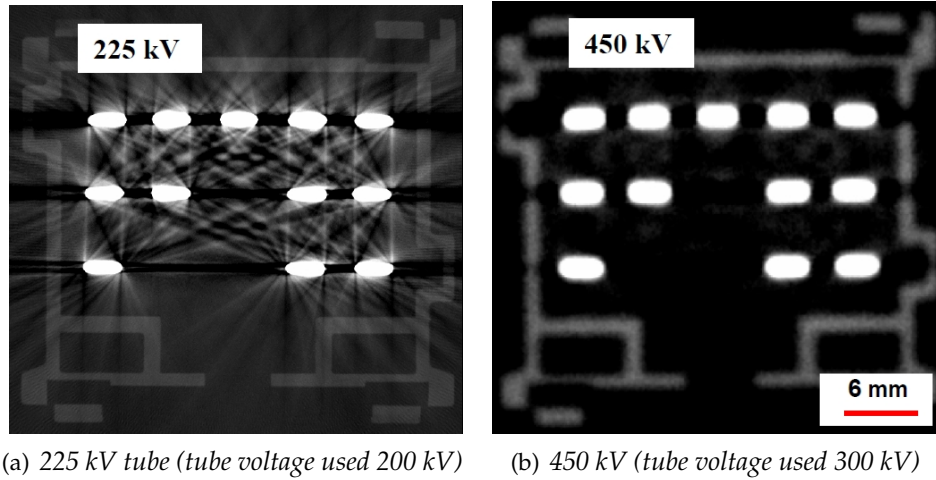 225 kV
450 kV
6 mm
(a) 225 kV tube (tube voltage used 200 kV)
(b) 450 kV (tube voltage used 300 kV)